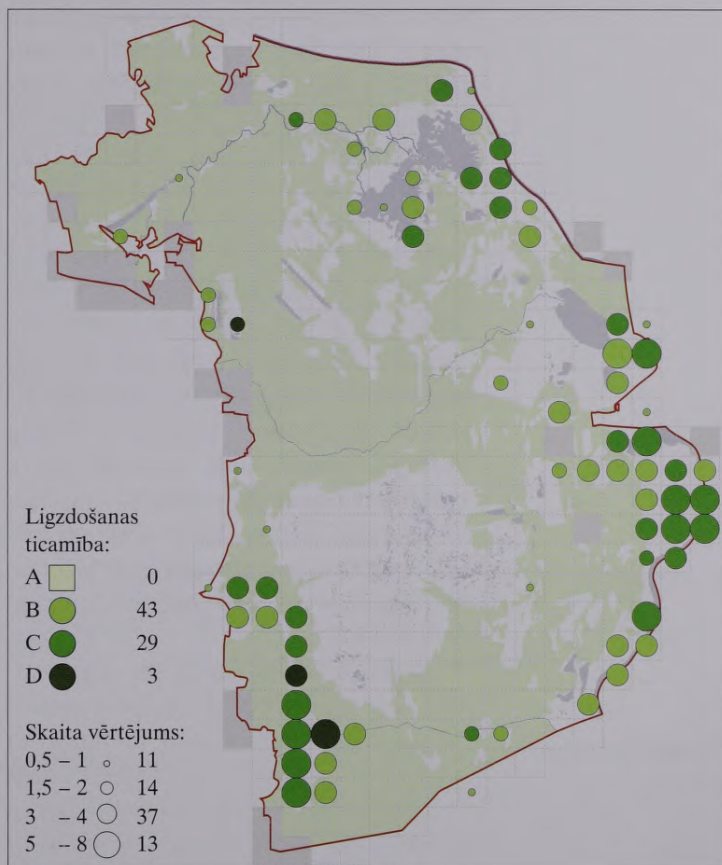 Ligzdošanas
ticamība:
A 0
B 43
C 29
D 3
Skaita vērtējums:
0,5 – 1 11
1,5 – 2 14
3 – 4 37
5 – 8 13